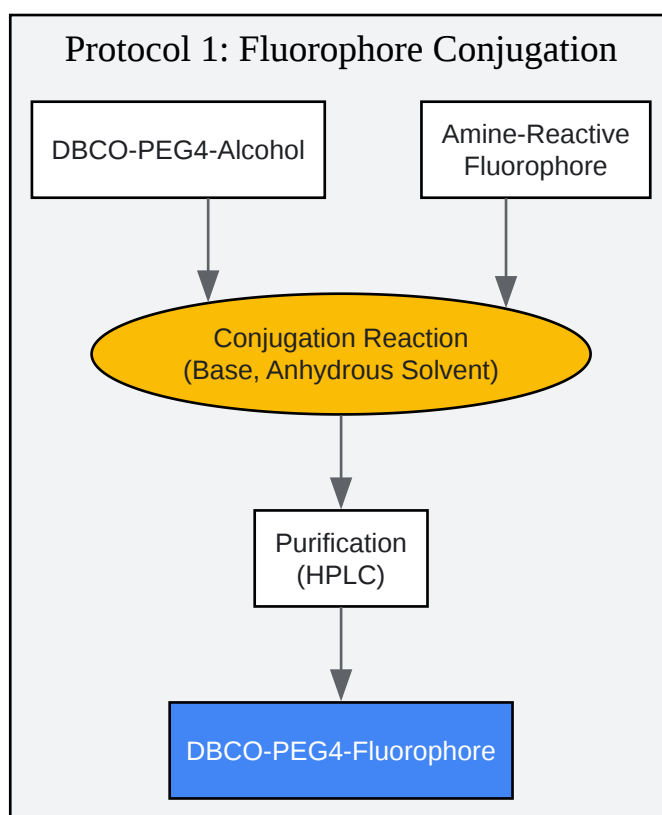 Protocol 1: Fluorophore Conjugation
DBCO-PEG4-Alcohol
Amine-Reactive
Fluorophore
Conjugation Reaction
(Base, Anhydrous Solvent)
Purification
(HPLC)
DBCO-PEG4-Fluorophore